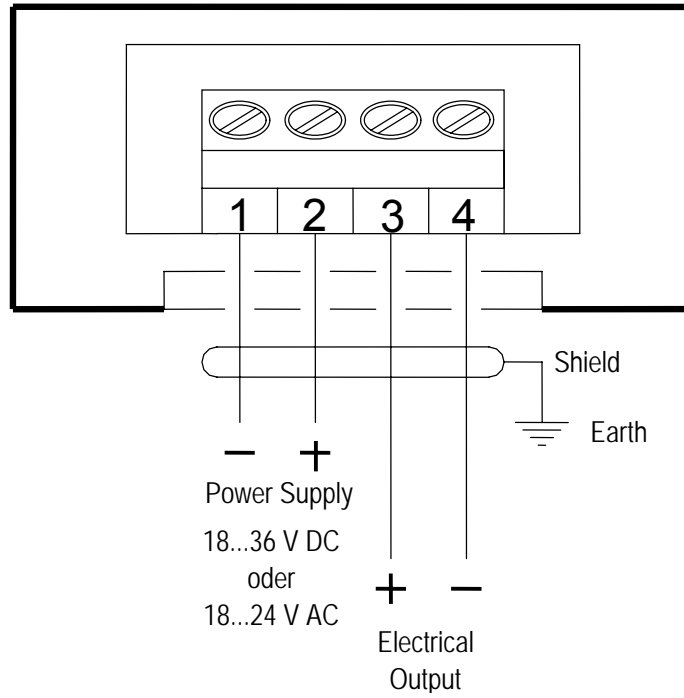 1 2 3 4
Shield
Earth
− +
Power Supply
18...36 V DC
oder
18...24 V AC
+ −
Electrical
Output